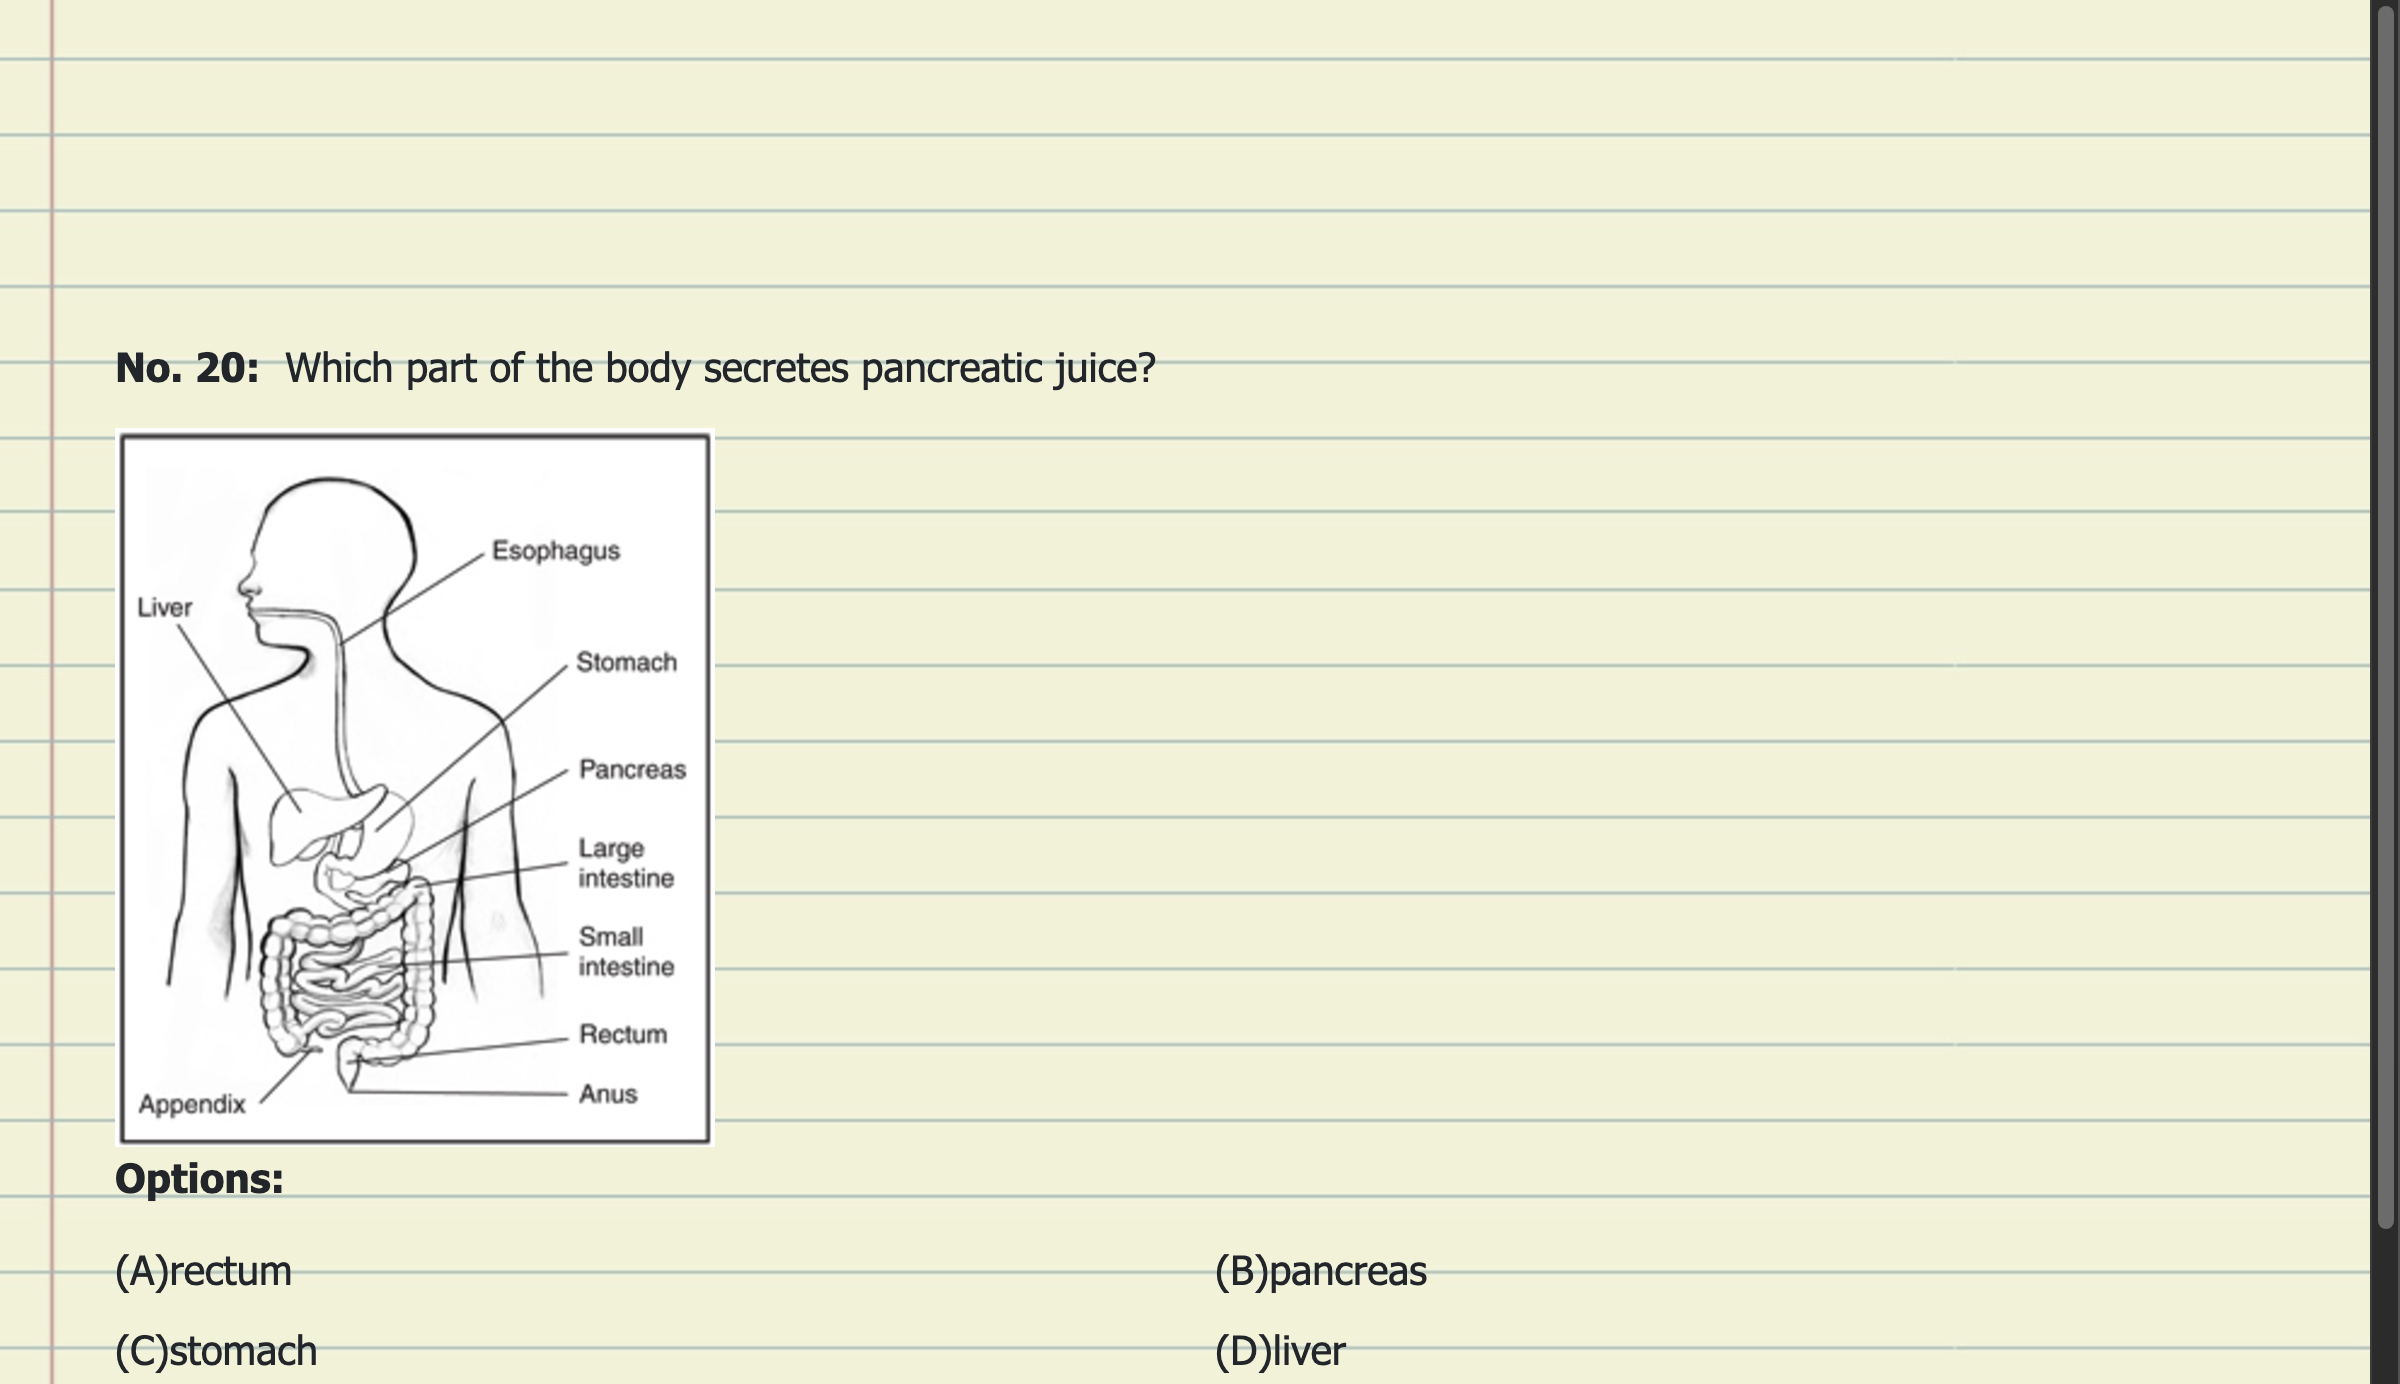 No. 20: Which part of the body secretes pancreatic juice?
Esophagus
Liver
Stomach
Pancreas
Large
intestine
Small
intestine
Rectum
Appendix
Anus
Options:
(A)rectum
(B)pancreas
(C)stomach
(D)liver